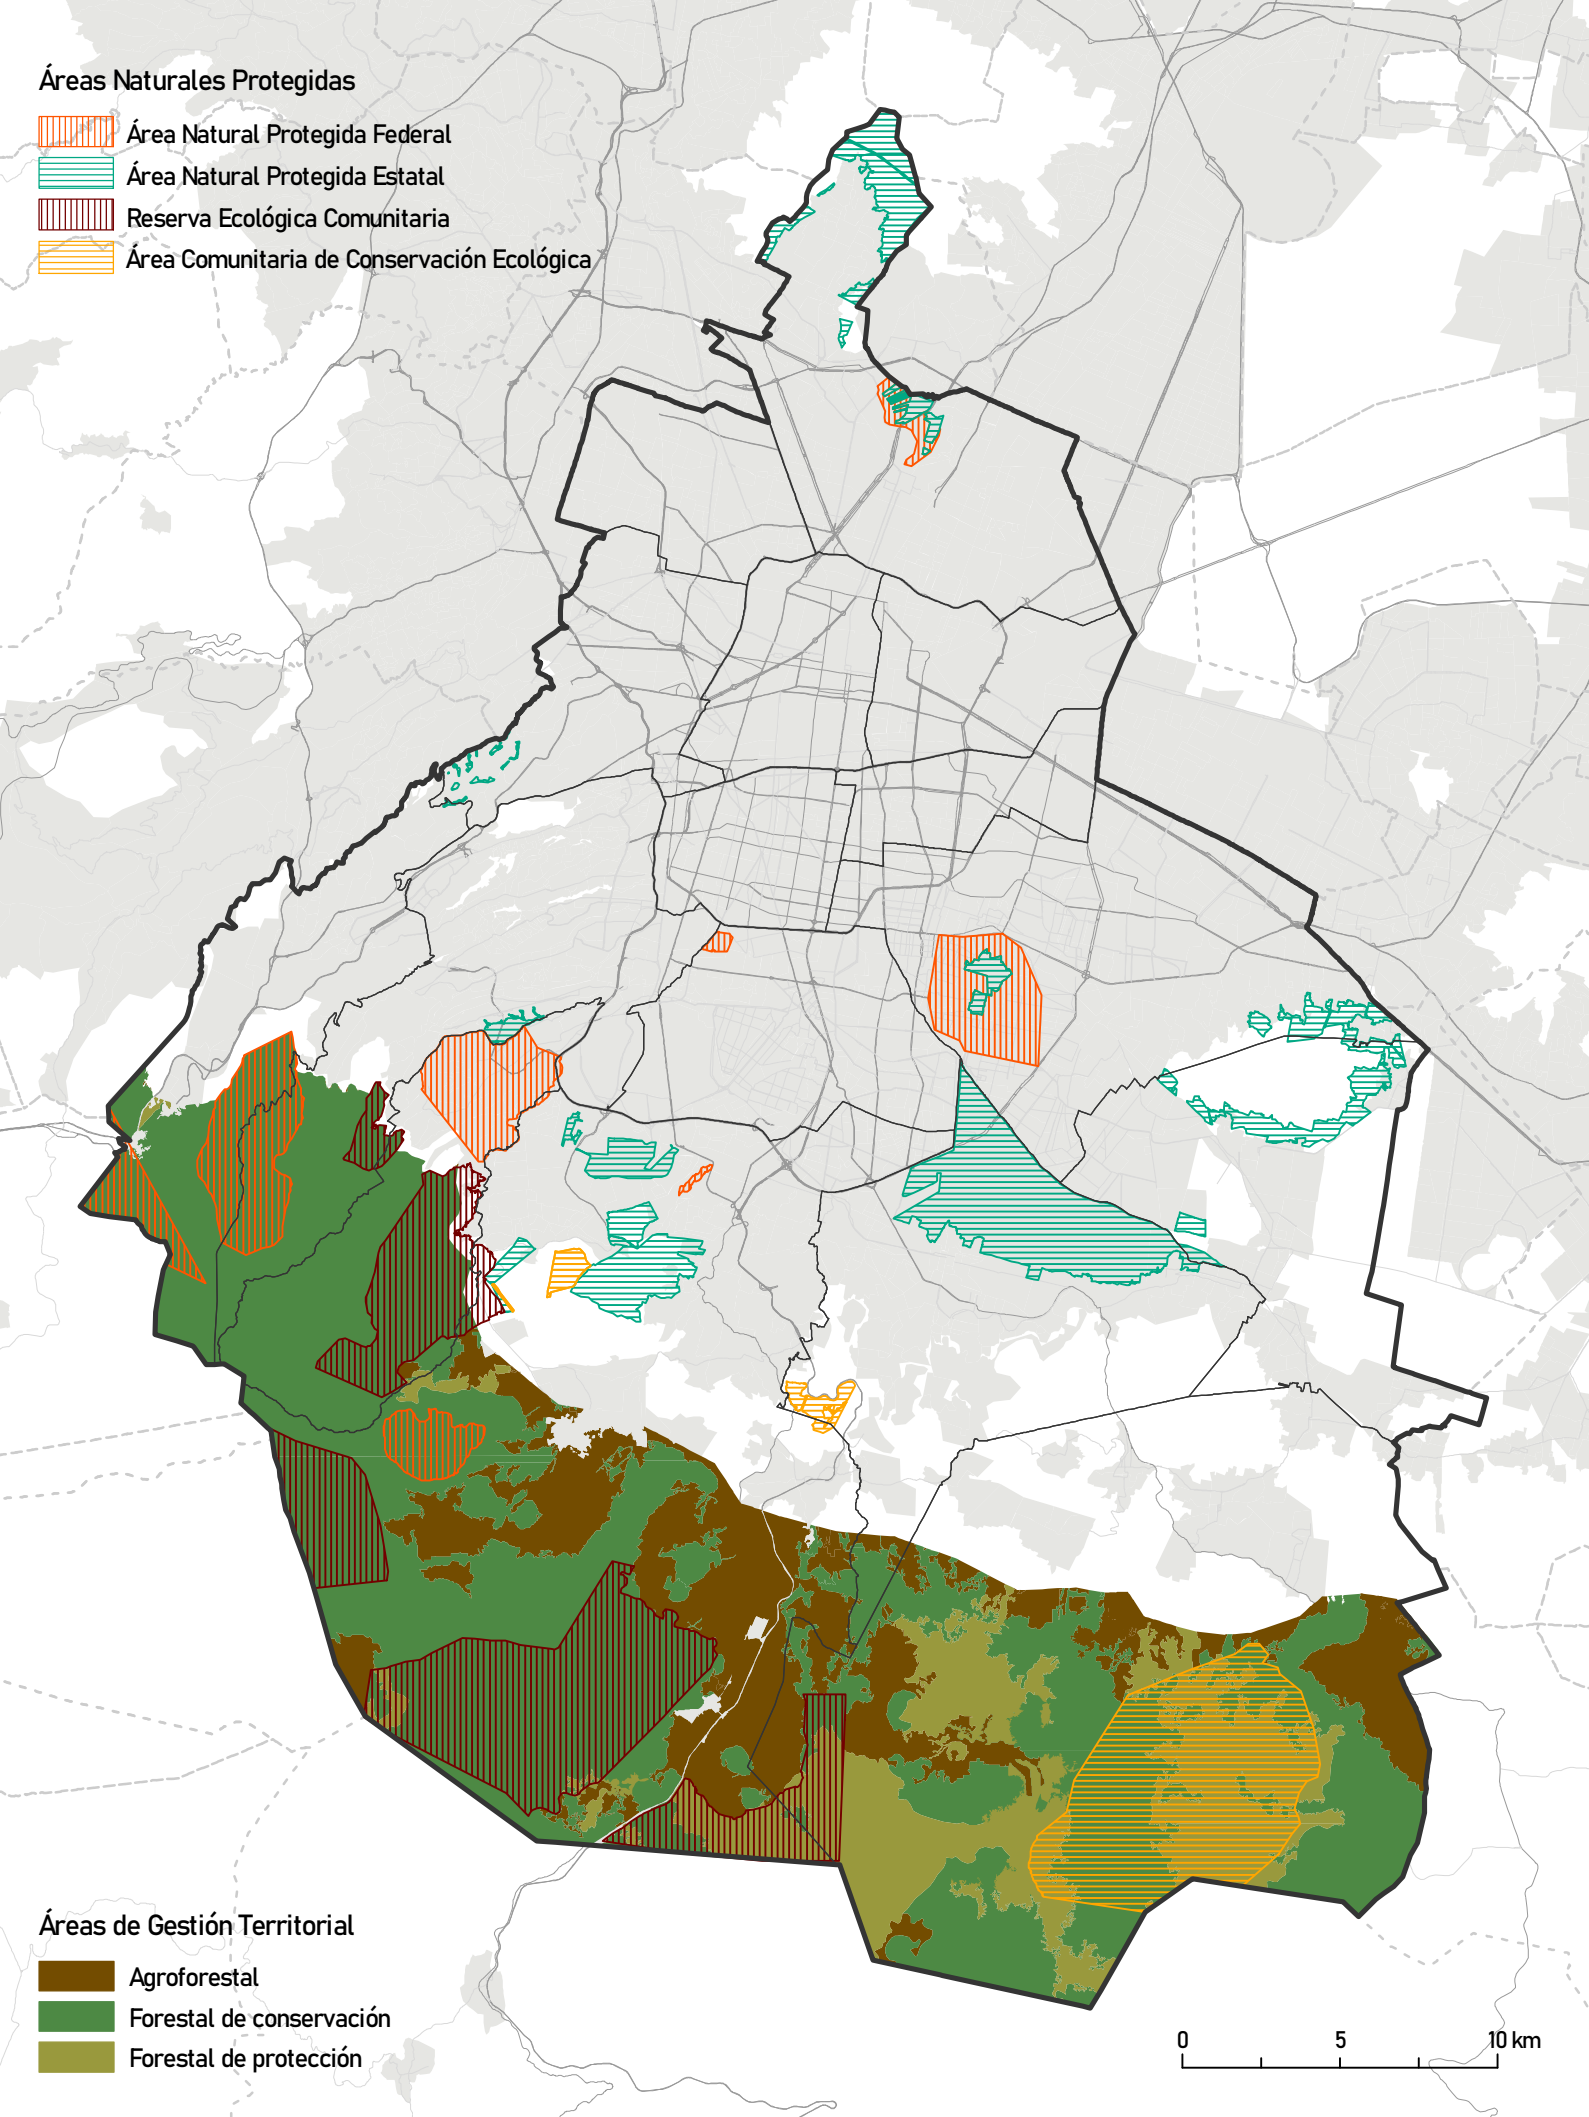 Áreas Naturales Protegidas
Área Natural Protegida Federal
Área Natural Protegida Estatal
Reserva Ecológica Comunitaria
Área Comunitaria de Conservación Ecológica
Áreas de Gestión Territorial
Agroforestal
Forestal de conservación
Forestal de protección
0 5 10 km